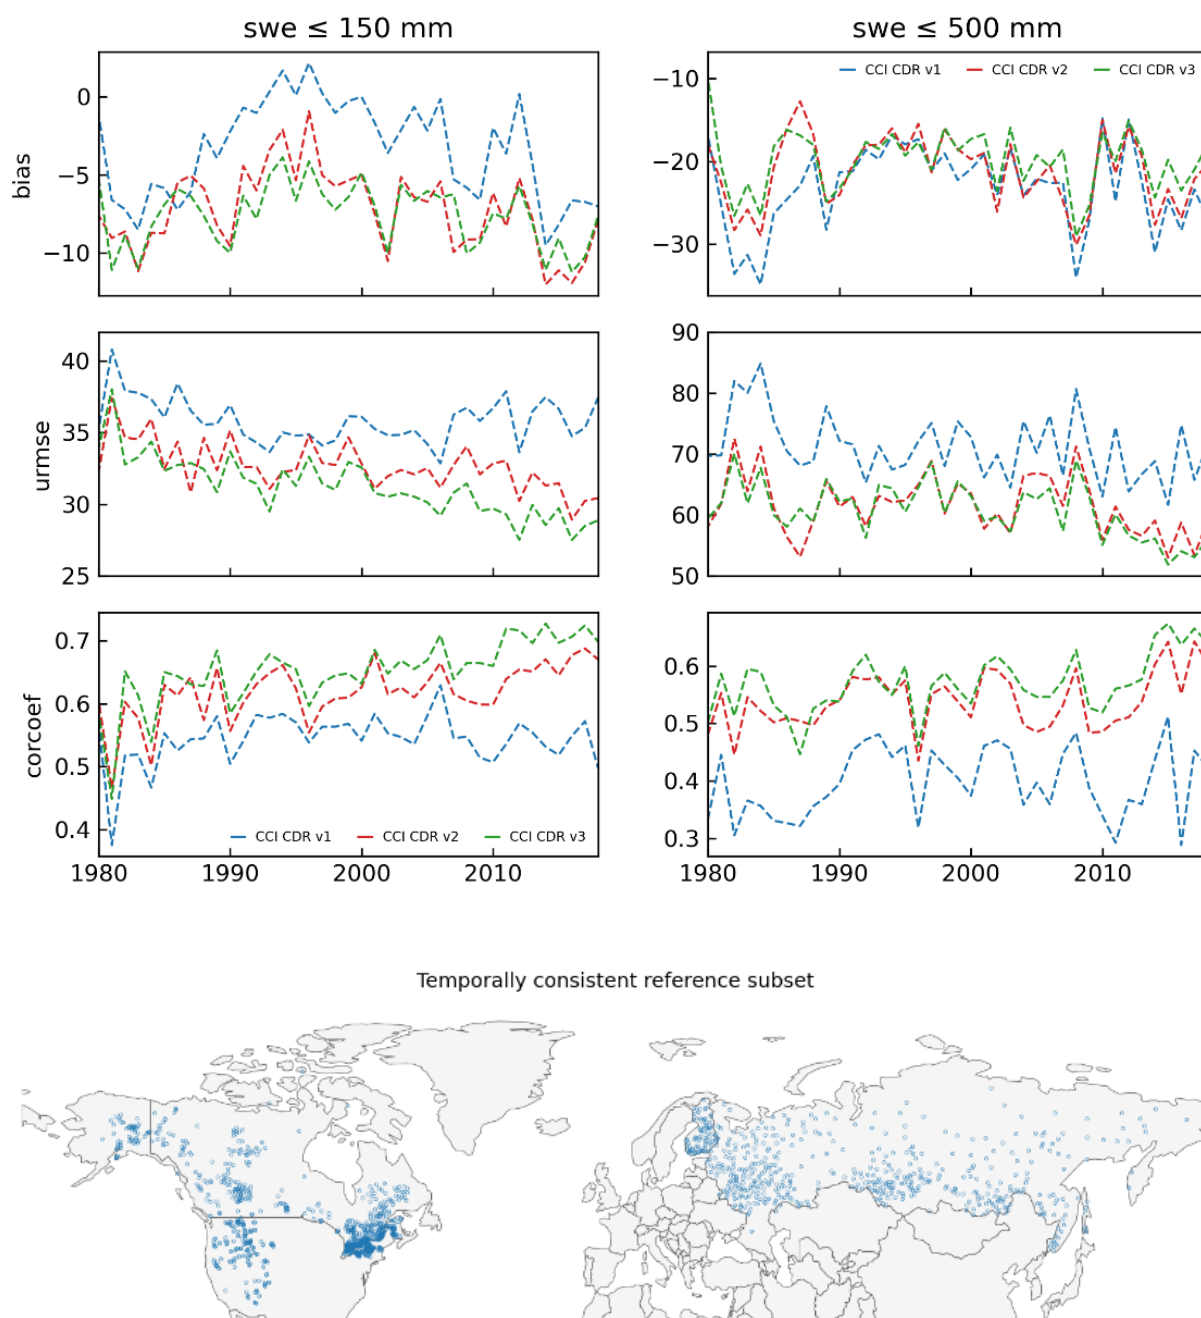 swe ≤ 150 mm
swe ≤ 500 mm
bias
0
−5
−10
−10
−20
−30
CCI CDR v1 CCI CDR v2 CCI CDR v3
urmse
40
35
30
25
90
80
70
60
50
corcoef
0.7
0.6
0.5
0.4
0.6
0.5
0.4
0.3
CCI CDR v1 CCI CDR v2 CCI CDR v3
1980 1990 2000 2010
1980 1990 2000 2010
Temporally consistent reference subset